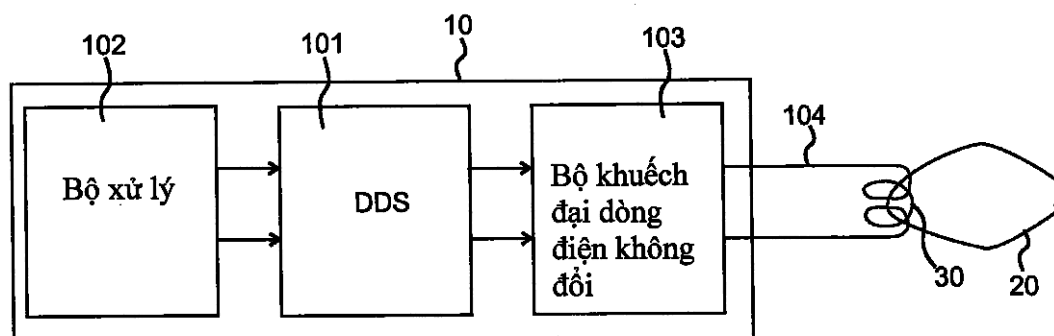 102
101
10
103
104
Bộ xử lý
DDS
Bộ khuếch
đại dòng
điện không
đổi
30
20